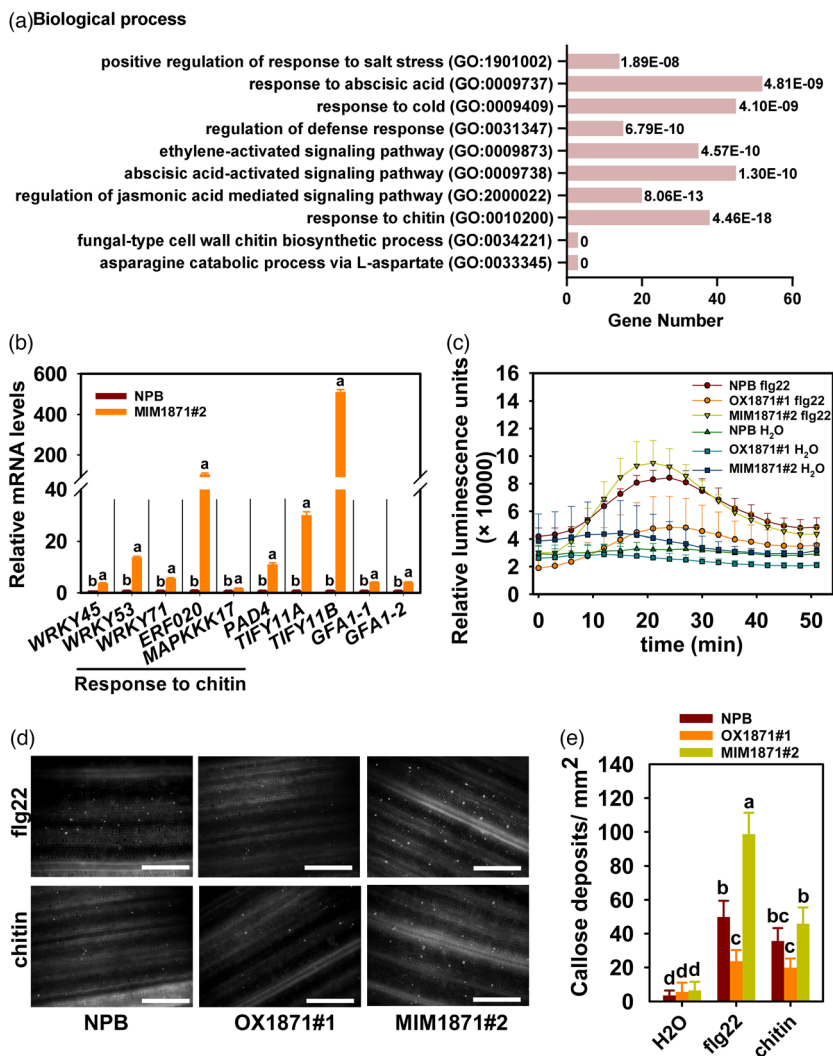 (a) Biological process
positive regulation of response to salt stress (GO:1901002) 1.89E-08
response to abscisic acid (GO:0009737) 4.81E-09
response to cold (GO:0009409) 4.10E-09
regulation of defense response (GO:0031347) 6.79E-10
ethylene-activated signaling pathway (GO:0009873) 4.57E-10
abscisic acid-activated signaling pathway (GO:0009738) 1.30E-10
regulation of jasmonic acid mediated signaling pathway (GO:2000022) 8.06E-13
response to chitin (GO:0010200) 4.46E-18
fungal-type cell wall chitin biosynthetic process (GO:0034221) 0
asparagine catabolic process via L-aspartate (GO:0033345) 0
0 20 40 60
Gene Number
(b)
Relative mRNA levels
600
400
200
40
20
0
NPB
MIM1871#2
b a b a b a b a b a b a b a b a b a b a
WRKY45
WRKY53
WRKY71
ERF020
MAPKKK17
PAD4
TIFY11A
TIFY11B
GFA1-1
GFA1-2
Response to chitin
(c)
Relative luminescence units
(× 10000)
16
14
12
10
8
6
4
2
0
NPB flg22
OX1871#1 flg22
MIM1871#2 flg22
NPB H2O
OX1871#1 H2O
MIM1871#2 H2O
0 10 20 30 40 50
time (min)
(d)
flg22
chitin
NPB OX1871#1 MIM1871#2
(e)
NPB
OX1871#1
MIM1871#2
Callose deposits/ mm2
140
120
100
80
60
40
20
0
d d d b c a bc c b
H2O
flg22
chitin